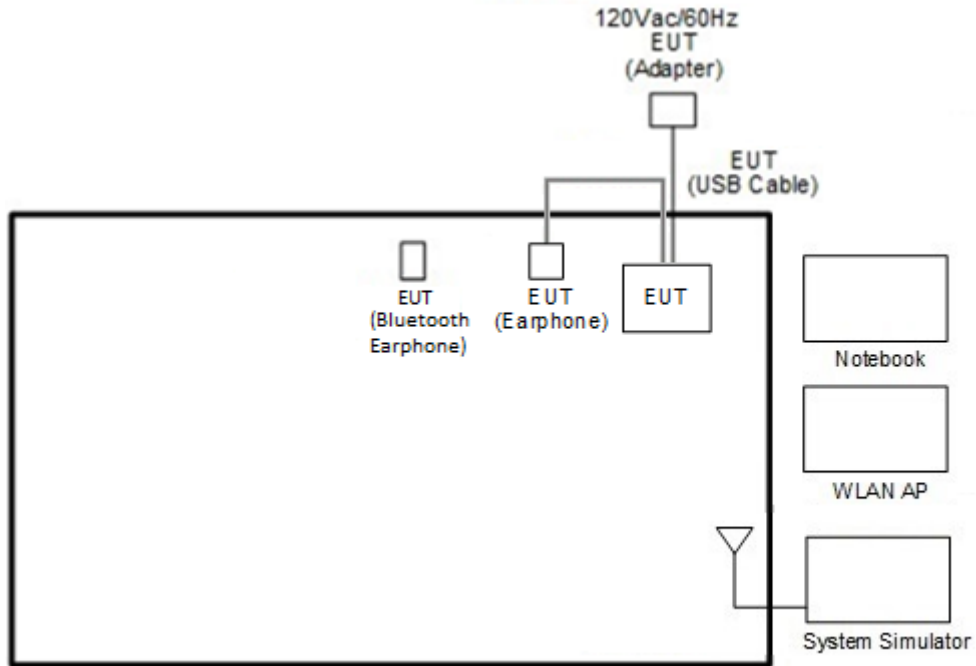 120Vac/60Hz
EUT
(Adapter)
EUT
(USB Cable)
EUT
(Bluetooth
Earphone)
EUT
(Earphone)
EUT
Notebook
WLAN AP
System Simulator